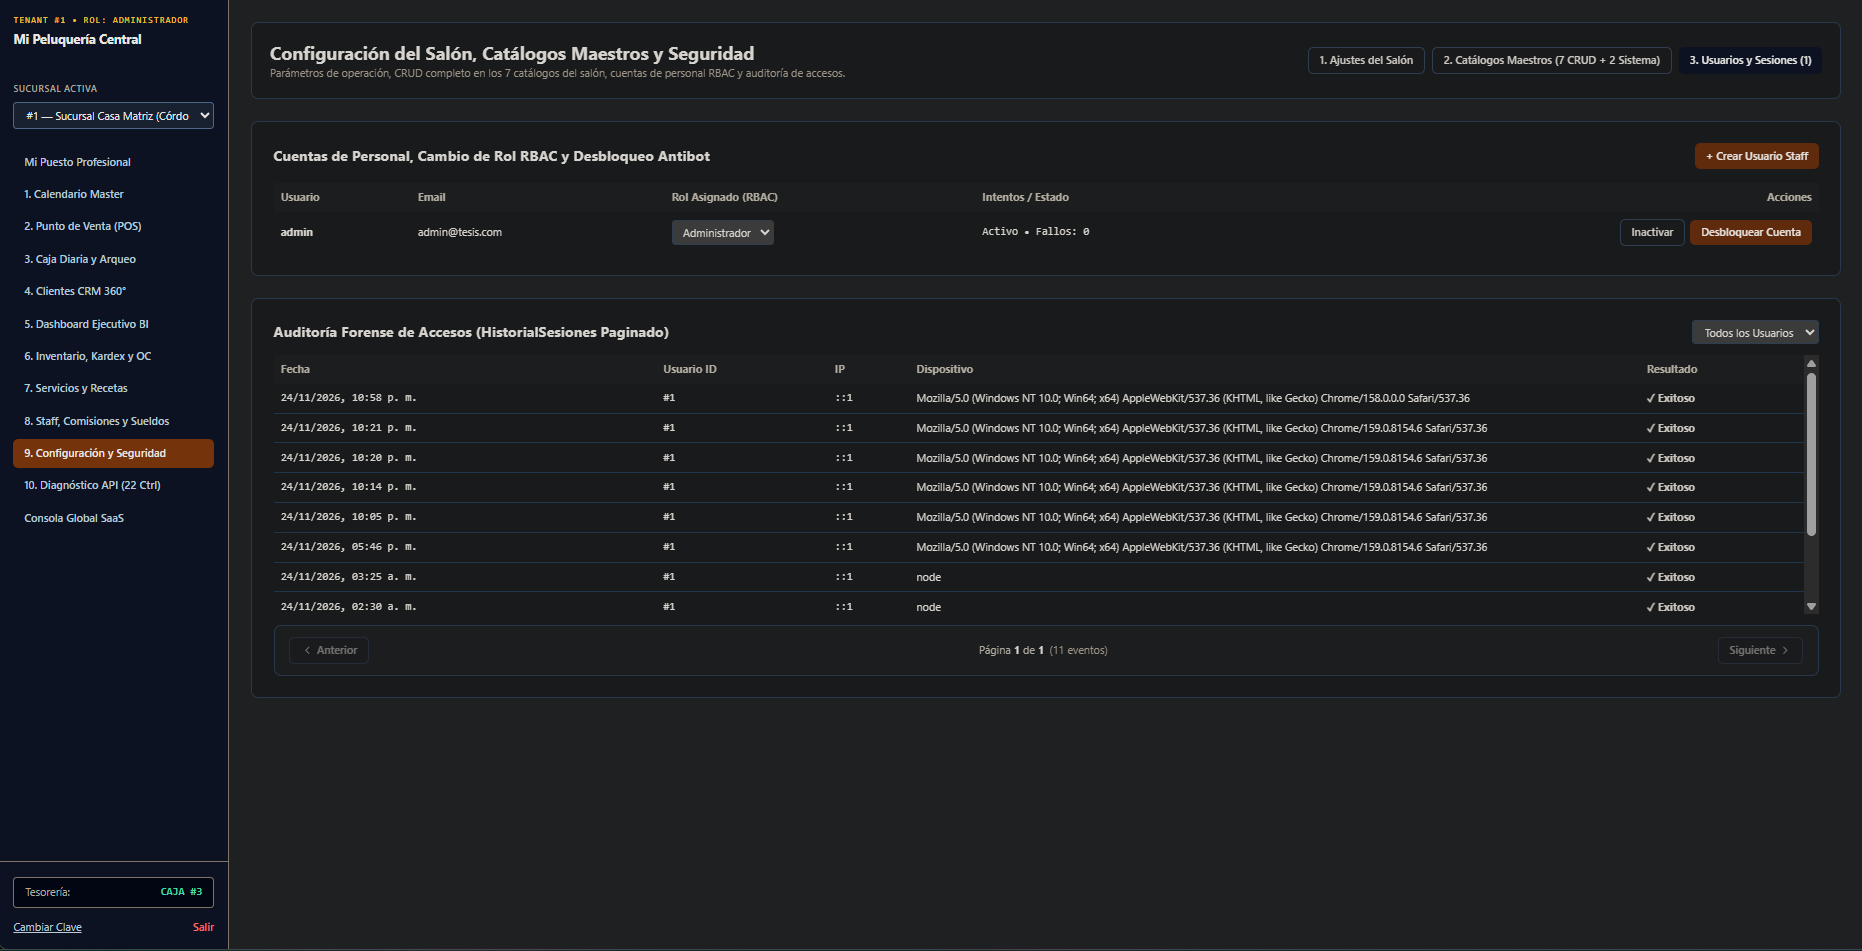 TENANT #1 • ROL: ADMINISTRADOR
Mi Peluquería Central
SUCURSAL ACTIVA
#1 — Sucursal Casa Matriz (Córdo
Mi Puesto Profesional
1. Calendario Master
2. Punto de Venta (POS)
3. Caja Diaria y Arqueo
4. Clientes CRM 360°
5. Dashboard Ejecutivo BI
6. Inventario, Kardex y OC
7. Servicios y Recetas
8. Staff, Comisiones y Sueldos
9. Configuración y Seguridad
10. Diagnóstico API (22 Ctrl)
Consola Global SaaS
Tesorería: CAJA #3
Cambiar Clave Salir
Configuración del Salón, Catálogos Maestros y Seguridad
Parámetros de operación, CRUD completo en los 7 catálogos del salón, cuentas de personal RBAC y auditoría de accesos.
1. Ajustes del Salón 2. Catálogos Maestros (7 CRUD + 2 Sistema) 3. Usuarios y Sesiones (1)
Cuentas de Personal, Cambio de Rol RBAC y Desbloqueo Antibot
+ Crear Usuario Staff
Usuario Email Rol Asignado (RBAC) Intentos / Estado Acciones
admin admin@tesis.com Administrador Activo • Fallos: 0 Inactivar Desbloquear Cuenta
Auditoría Forense de Accesos (HistorialSesiones Paginado)
Todos los Usuarios
Fecha Usuario ID IP Dispositivo Resultado
24/11/2026, 10:58 p. m. #1 ::1 Mozilla/5.0 (Windows NT 10.0; Win64; x64) AppleWebKit/537.36 (KHTML, like Gecko) Chrome/158.0.0.0 Safari/537.36 ✓ Exitoso
24/11/2026, 10:21 p. m. #1 ::1 Mozilla/5.0 (Windows NT 10.0; Win64; x64) AppleWebKit/537.36 (KHTML, like Gecko) Chrome/159.0.8154.6 Safari/537.36 ✓ Exitoso
24/11/2026, 10:20 p. m. #1 ::1 Mozilla/5.0 (Windows NT 10.0; Win64; x64) AppleWebKit/537.36 (KHTML, like Gecko) Chrome/159.0.8154.6 Safari/537.36 ✓ Exitoso
24/11/2026, 10:14 p. m. #1 ::1 Mozilla/5.0 (Windows NT 10.0; Win64; x64) AppleWebKit/537.36 (KHTML, like Gecko) Chrome/159.0.8154.6 Safari/537.36 ✓ Exitoso
24/11/2026, 10:05 p. m. #1 ::1 Mozilla/5.0 (Windows NT 10.0; Win64; x64) AppleWebKit/537.36 (KHTML, like Gecko) Chrome/159.0.8154.6 Safari/537.36 ✓ Exitoso
24/11/2026, 05:46 p. m. #1 ::1 Mozilla/5.0 (Windows NT 10.0; Win64; x64) AppleWebKit/537.36 (KHTML, like Gecko) Chrome/159.0.8154.6 Safari/537.36 ✓ Exitoso
24/11/2026, 03:25 a. m. #1 ::1 node ✓ Exitoso
24/11/2026, 02:30 a. m. #1 ::1 node ✓ Exitoso
‹ Anterior Página 1 de 1 (11 eventos) Siguiente ›